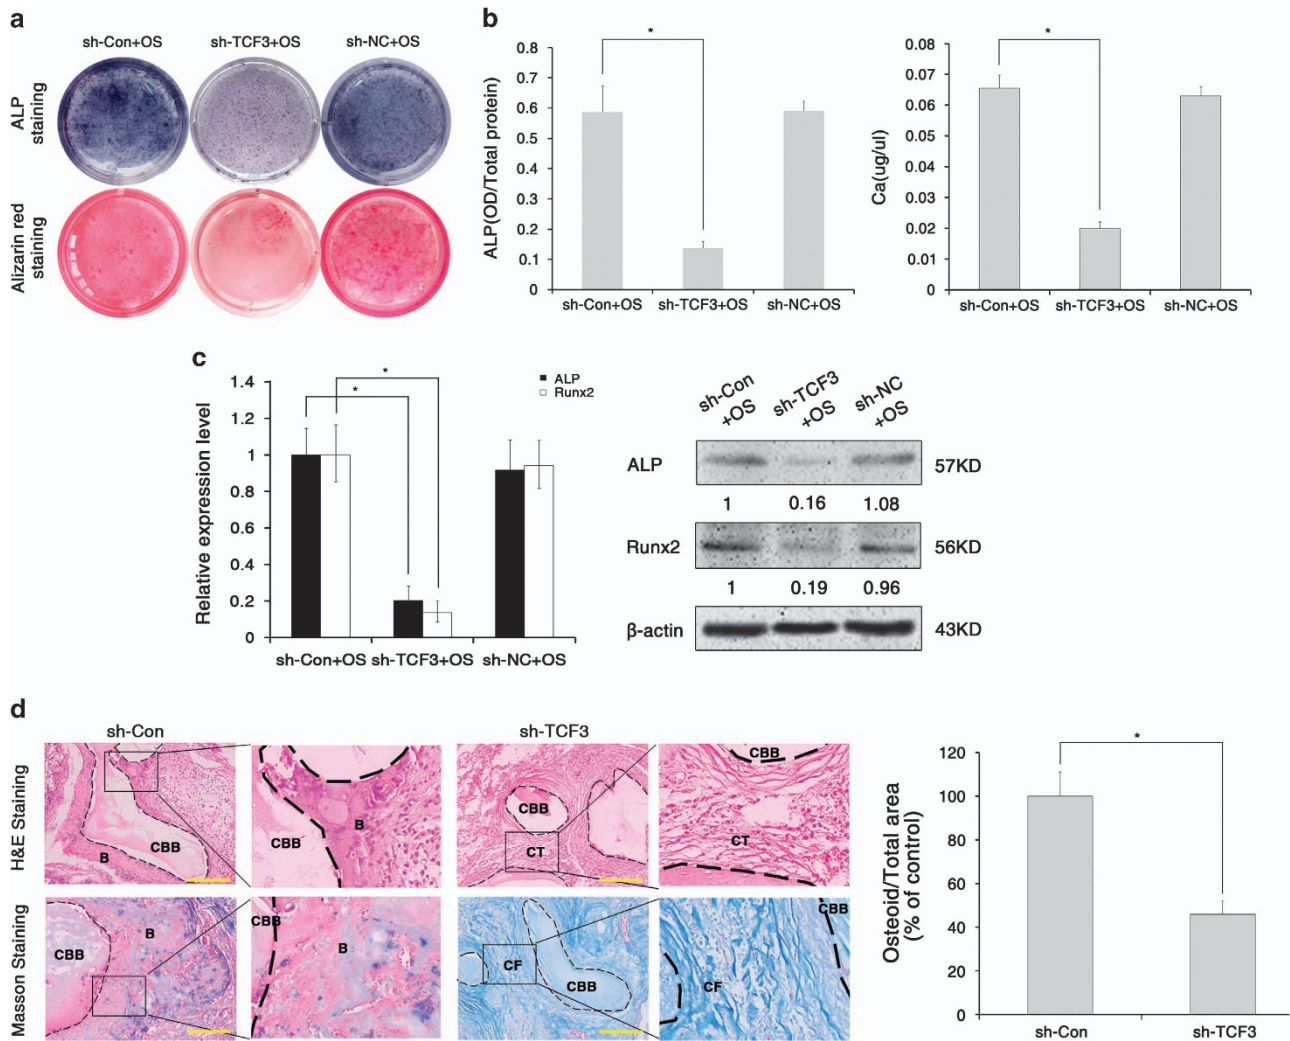 a
sh-Con+OS sh-TCF3+OS sh-NC+OS
ALP
staining
Alizarin red
staining
b
ALP(OD/Total protein)
0.8
0.7
0.6
0.5
0.4
0.3
0.2
0.1
0
*
sh-Con+OS sh-TCF3+OS sh-NC+OS
Ca(ug/ul)
0.08
0.07
0.06
0.05
0.04
0.03
0.02
0.01
0
*
sh-Con+OS sh-TCF3+OS sh-NC+OS
c
Relative expression level
1.4
1.2
1
0.8
0.6
0.4
0.2
0
*
*
ALP
Runx2
sh-Con+OS sh-TCF3+OS sh-NC+OS
sh-Con
+OS
sh-TCF3
+OS
sh-NC
+OS
ALP 57KD
1 0.16 1.08
Runx2 56KD
1 0.19 0.96
β-actin 43KD
d
sh-Con sh-TCF3
H&E Staining
B CBB
CBB B
CBB
CT
CBB
CT
Masson Staining
CBB B
CBB B
CF CBB
CF CBB
Osteoid/Total area
(% of control)
120
100
80
60
40
20
0
*
sh-Con sh-TCF3